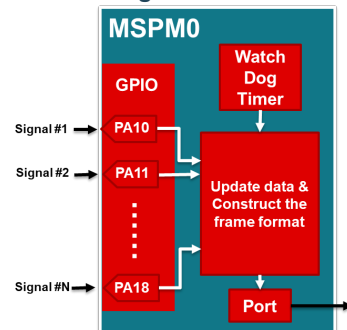 MSPM0
Watch
Dog
Timer
GPIO
Signal #1
PA10
Signal #2
PA11
Update data &
Construct the
frame format
Signal #N
PA18
Port